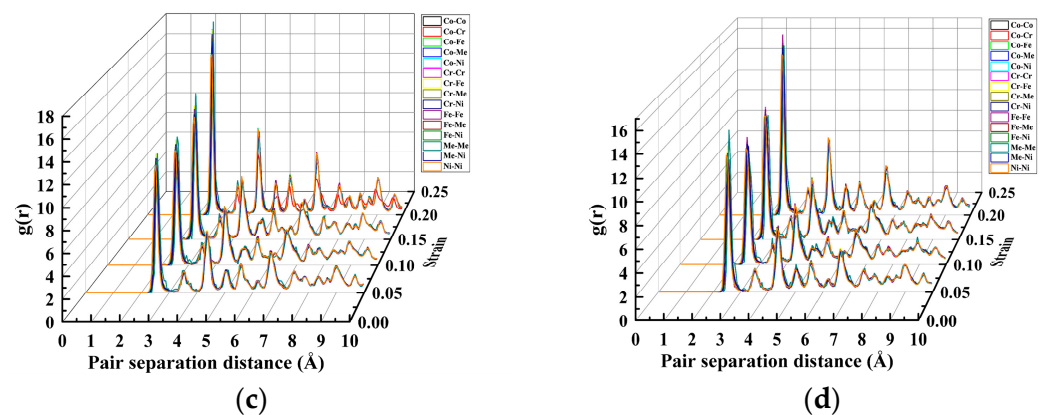 Co-Co
Co-Cr
Co-Fe
Co-Me
Co-Ni
Cr-Cr
Cr-Fe
Cr-Me
Cr-Ni
Fe-Fe
Fe-Me
Fe-Ni
Me-Me
Me-Ni
Ni-Ni
18
16
14
12
10
8
6
4
2
0
g(r)
0.25
0.20
0.15
0.10
0.05
0.00
Strain
0 1 2 3 4 5 6 7 8 9 10
Pair separation distance (Å)
(c)
Co-Co
Co-Cr
Co-Fe
Co-Me
Co-Ni
Cr-Cr
Cr-Fe
Cr-Me
Cr-Ni
Fe-Fe
Fe-Me
Fe-Ni
Me-Me
Me-Ni
Ni-Ni
16
14
12
10
8
6
4
2
0
g(r)
0.25
0.20
0.15
0.10
0.05
0.00
Strain
0 1 2 3 4 5 6 7 8 9 10
Pair separation distance (Å)
(d)